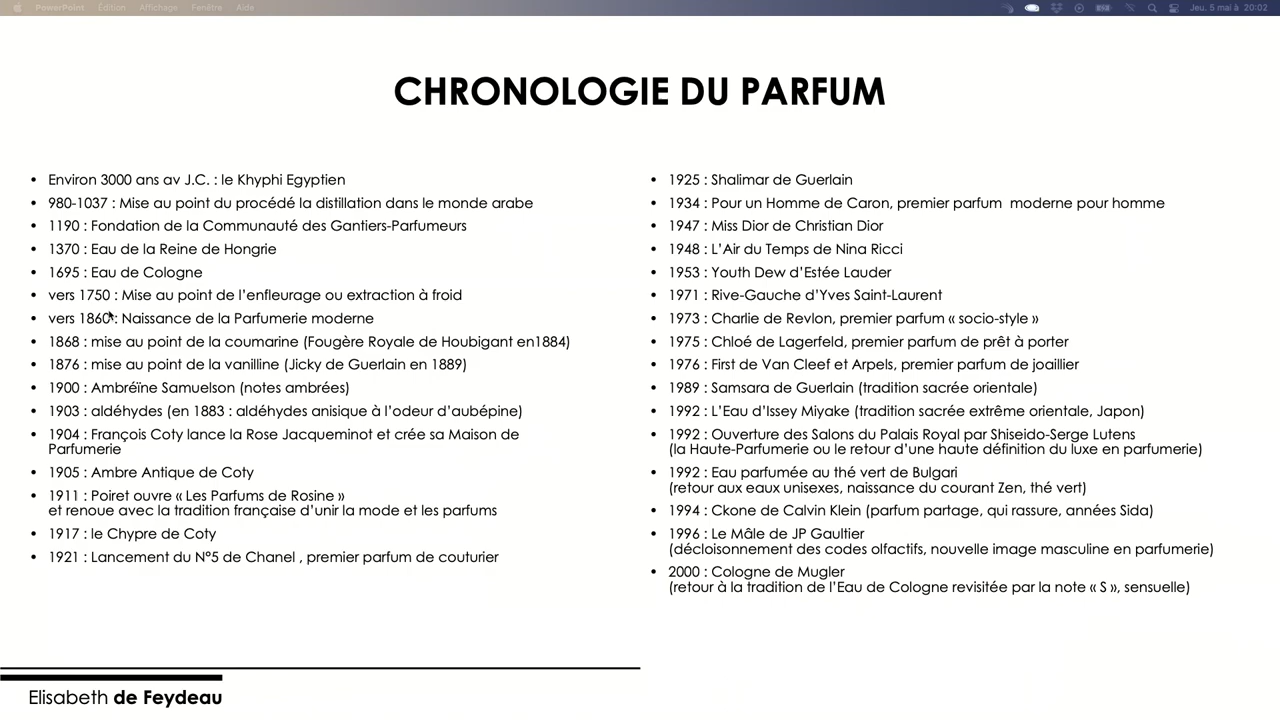 PowerPoint Édition Affichage Fenêtre Aide
Jeu. 5 mai à 20:02
CHRONOLOGIE DU PARFUM
• Environ 3000 ans av J.C. : le Khyphi Egyptien
• 980-1037 : Mise au point du procédé la distillation dans le monde arabe
• 1190 : Fondation de la Communauté des Gantiers-Parfumeurs
• 1370 : Eau de la Reine de Hongrie
• 1695 : Eau de Cologne
• vers 1750 : Mise au point de l'enfleurage ou extraction à froid
• vers 1860 : Naissance de la Parfumerie moderne
• 1868 : mise au point de la coumarine (Fougère Royale de Houbigant en1884)
• 1876 : mise au point de la vanilline (Jicky de Guerlain en 1889)
• 1900 : Ambréïne Samuelson (notes ambrées)
• 1903 : aldéhydes (en 1883 : aldéhydes anisique à l'odeur d'aubépine)
• 1904 : François Coty lance la Rose Jacqueminot et crée sa Maison de
Parfumerie
• 1905 : Ambre Antique de Coty
• 1911 : Poiret ouvre « Les Parfums de Rosine »
et renoue avec la tradition française d'unir la mode et les parfums
• 1917 : le Chypre de Coty
• 1921 : Lancement du N°5 de Chanel , premier parfum de couturier
• 1925 : Shalimar de Guerlain
• 1934 : Pour un Homme de Caron, premier parfum moderne pour homme
• 1947 : Miss Dior de Christian Dior
• 1948 : L'Air du Temps de Nina Ricci
• 1953 : Youth Dew d'Estée Lauder
• 1971 : Rive-Gauche d'Yves Saint-Laurent
• 1973 : Charlie de Revlon, premier parfum « socio-style »
• 1975 : Chloé de Lagerfeld, premier parfum de prêt à porter
• 1976 : First de Van Cleef et Arpels, premier parfum de joaillier
• 1989 : Samsara de Guerlain (tradition sacrée orientale)
• 1992 : L'Eau d'Issey Miyake (tradition sacrée extrême orientale, Japon)
• 1992 : Ouverture des Salons du Palais Royal par Shiseido-Serge Lutens
(la Haute-Parfumerie ou le retour d'une haute définition du luxe en parfumerie)
• 1992 : Eau parfumée au thé vert de Bulgari
(retour aux eaux unisexes, naissance du courant Zen, thé vert)
• 1994 : Ckone de Calvin Klein (parfum partage, qui rassure, années Sida)
• 1996 : Le Mâle de JP Gaultier
(décloisonnement des codes olfactifs, nouvelle image masculine en parfumerie)
• 2000 : Cologne de Mugler
(retour à la tradition de l'Eau de Cologne revisitée par la note « S », sensuelle)
Elisabeth de Feydeau